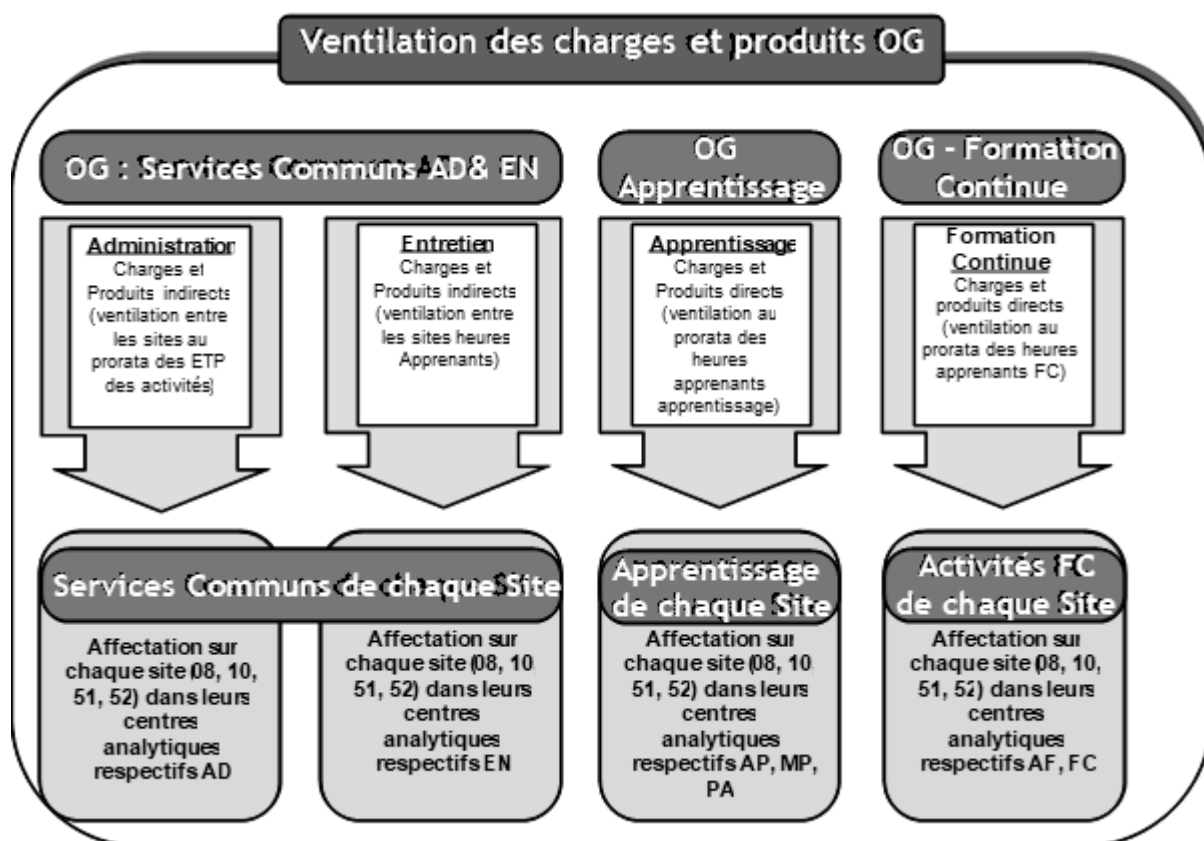 Ventilation des charges et produits OG
OG : Services Communs AD& EN
OG
Apprentissage
OG - Formation
Continue
Administration
Charges et
Produits indirects
(ventilation entre
les sites au
prorata des ETP
des activités)
Entretien
Charges et
Produits indirects
(ventilation entre
les sites heures
Apprenants)
Apprentissage
Charges et
Produits directs
(ventilation au
prorata des
heures
apprenants
apprentissage)
Formation
Continue
Charges et
produits directs
(ventilation au
prorata des heures
apprenants FC)
Services Communs de chaque Site
Apprentissage
de chaque Site
Activités FC
de chaque Site
Affectation sur
chaque site (08, 10,
51, 52) dans leurs
centres
analytiques
respectifs AD
Affectation sur
chaque site (08, 10,
51, 52) dans leurs
centres
analytiques
respectifs EN
Affectation sur
chaque site (08, 10,
51, 52) dans leurs
centres
analytiques
respectifs AP, MP,
PA
Affectation sur
chaque site (08, 10,
51, 52) dans leurs
centres
analytiques
respectifs AF, FC